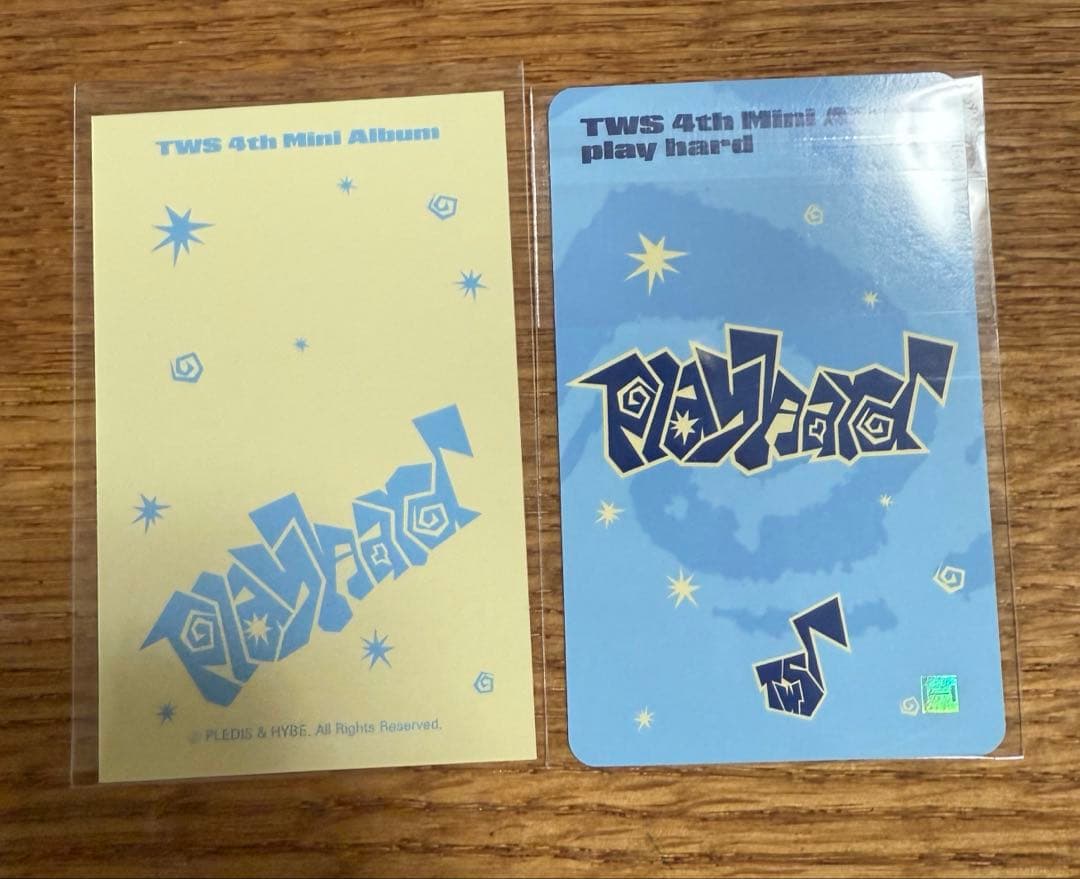 TWS 4th Mini Album
play hard
© PLEDIS & HYBE. All Rights Reserved.
TWS 4th Mini
play hard
play hard
TWS